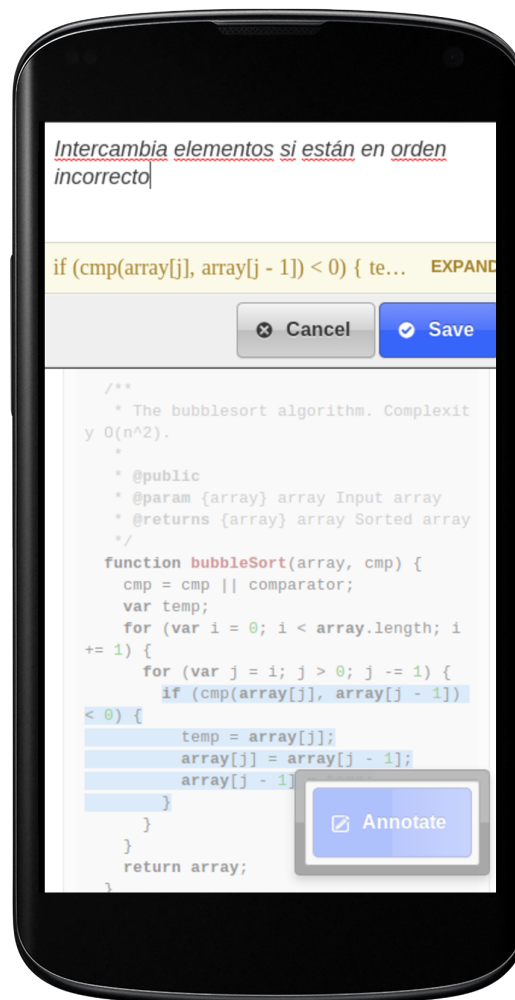 Intercambia elementos si están en orden
incorrecto
if (cmp(array[j], array[j - 1]) < 0) { te… EXPAND
Cancel Save
/**
* The bubblesort algorithm. Complexit
y O(n^2).
*
* @public
* @param {array} array Input array
* @returns {array} array Sorted array
*/
function bubbleSort(array, cmp) {
cmp = cmp || comparator;
var temp;
for (var i = 0; i < array.length; i
+= 1) {
for (var j = i; j > 0; j -= 1) {
if (cmp(array[j], array[j - 1])
< 0) {
temp = array[j];
array[j] = array[j - 1];
array[j - 1]
}
}
}
return array;
}
Annotate